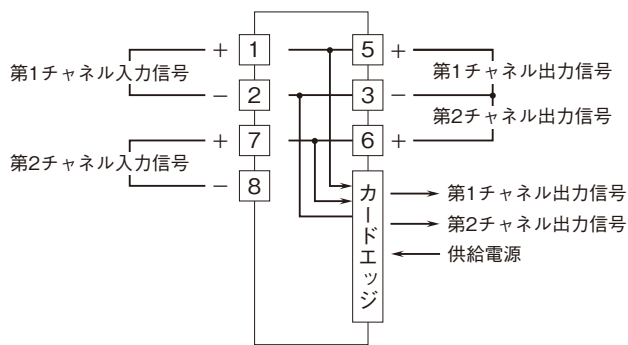 第1チャネル入力信号
+ 1
− 2
第2チャネル入力信号
+ 7
− 8
5 +
3 −
6 +
第1チャネル出力信号
第2チャネル出力信号
カードエッジ
第1チャネル出力信号
第2チャネル出力信号
供給電源